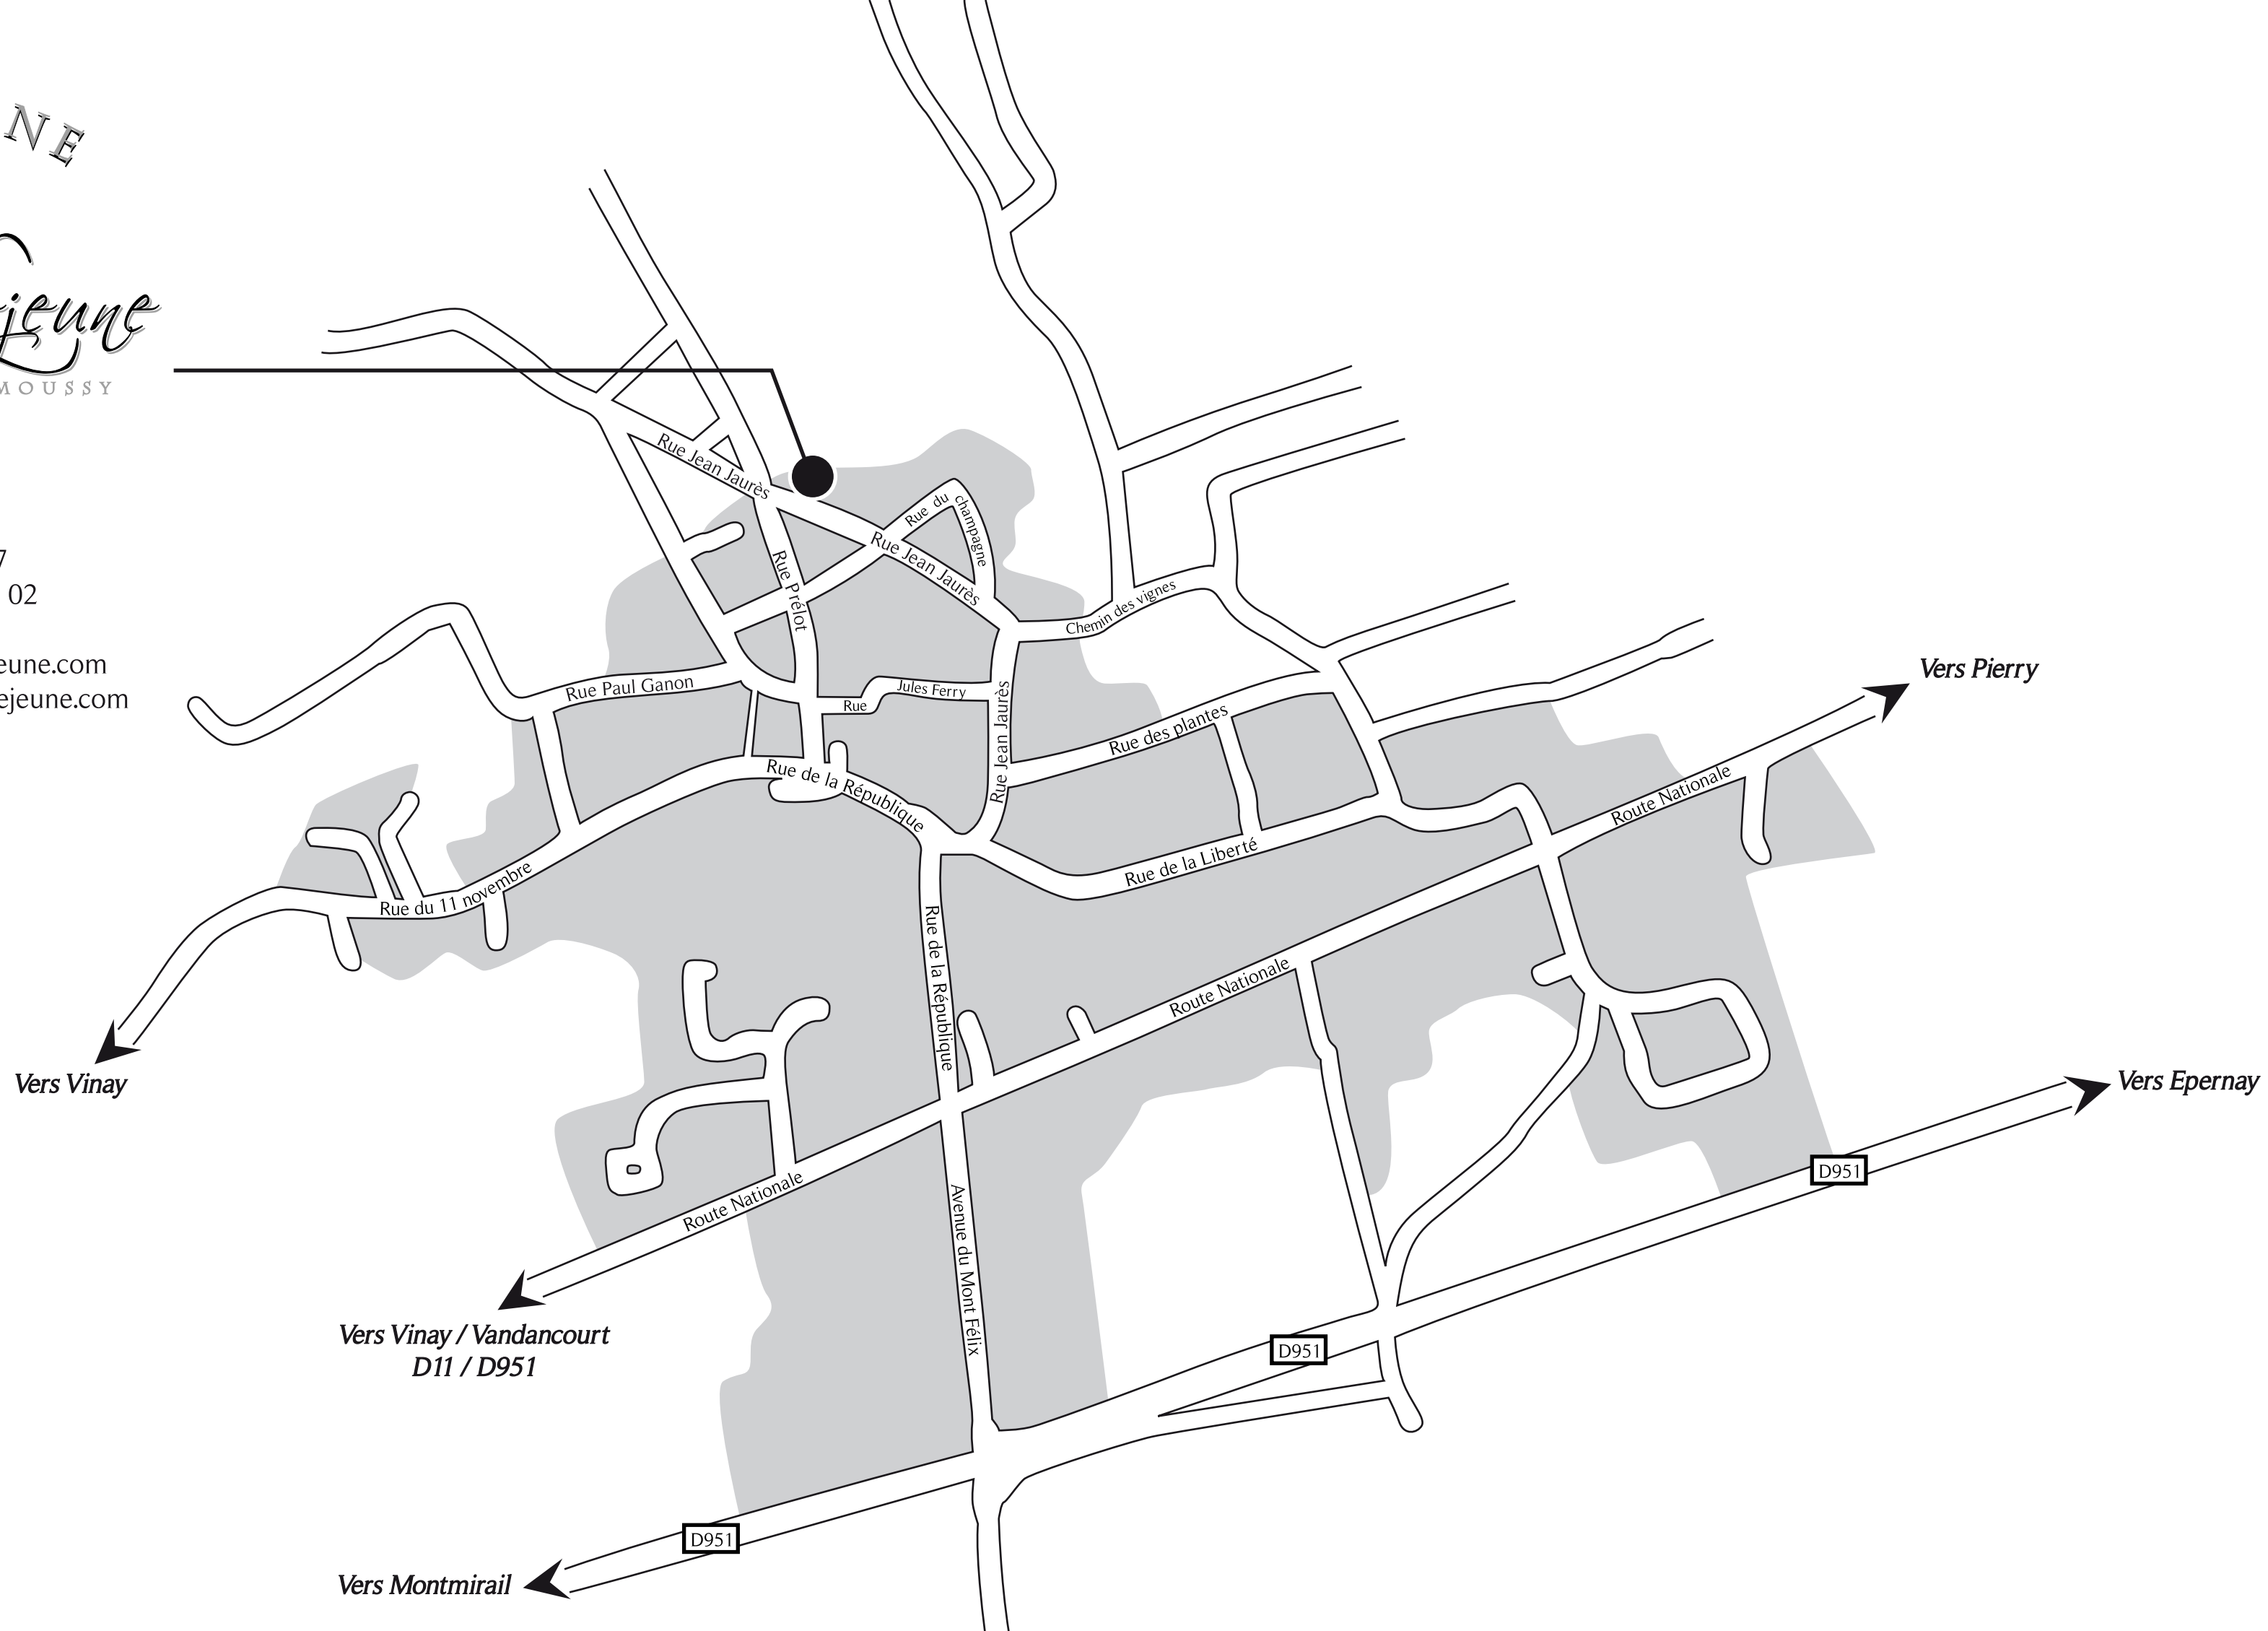 NE
jeune
MOUSSY
7
02
eune.com
ejeune.com
Rue Jean Jaurès
Rue du champagne
Rue Jean Jaurès
Rue Prélot
Chemin des vignes
Rue Paul Ganon
Rue Jules Ferry
Rue Jean Jaurès
Rue des plantes
Vers Pierry
Rue de la République
Route Nationale
Rue de la Liberté
Rue du 11 novembre
Rue de la République
Route Nationale
Vers Vinay
Vers Epernay
D951
Route Nationale
Avenue du Mont Félix
Vers Vinay / Vandancourt
D11 / D951
D951
D951
Vers Montmirail